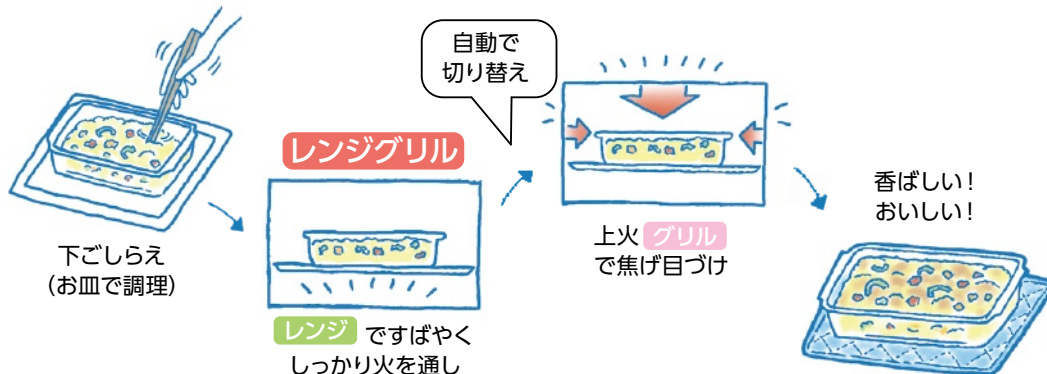 下ごしらえ
(お皿で調理)
レンジグリル
レンジ ですばやく
しっかり火を通し
自動で
切り替え
上火 グリル
で焦げ目づけ
香ばしい!
おいしい!